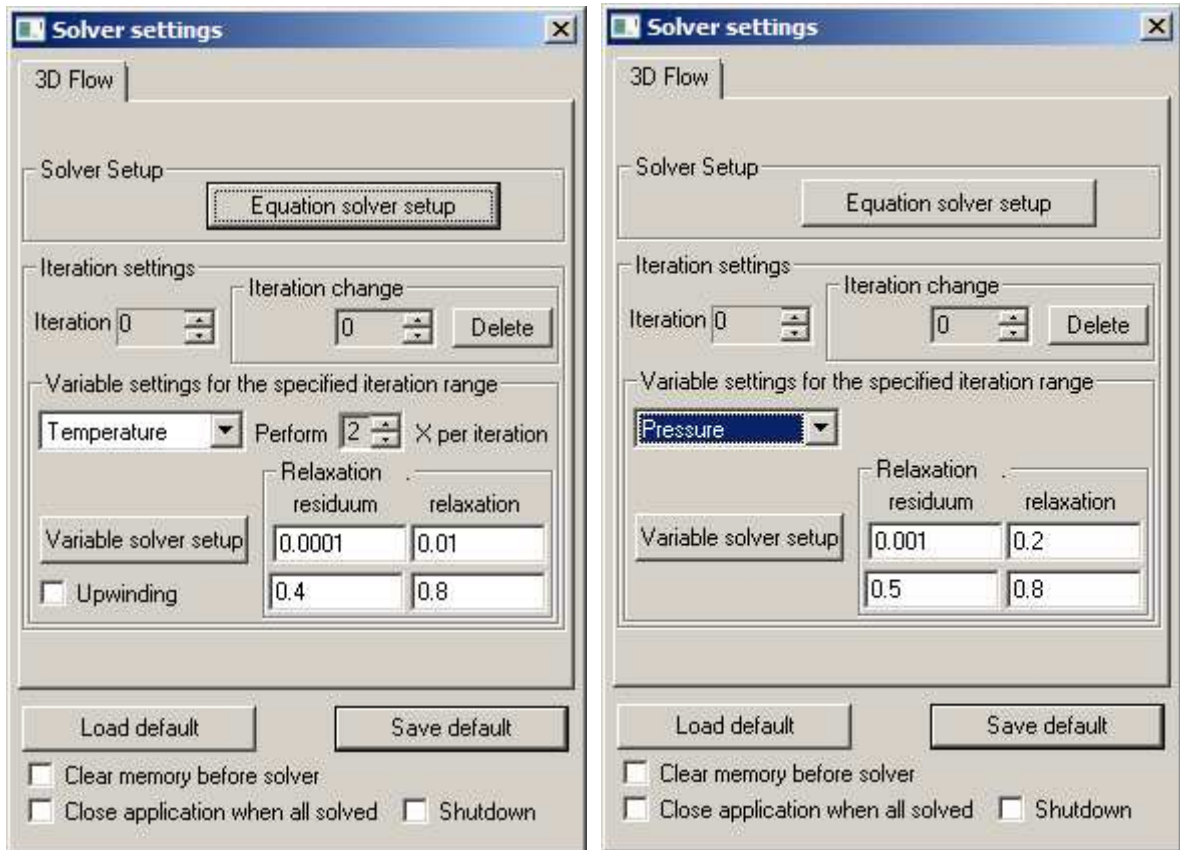 Solver settings
3D Flow
Solver Setup
Equation solver setup
Iteration settings
Iteration change
Iteration 0
0
Delete
Variable settings for the specified iteration range
Temperature
Perform 2 X per iteration
Relaxation .
residuum relaxation
Variable solver setup
0.0001 0.01
Upwinding
0.4 0.8
Load default
Save default
Clear memory before solver
Close application when all solved
Shutdown
Solver settings
3D Flow
Solver Setup
Equation solver setup
Iteration settings
Iteration change
Iteration 0
0
Delete
Variable settings for the specified iteration range
Pressure
Relaxation .
residuum relaxation
Variable solver setup
0.001 0.2
0.5 0.8
Load default
Save default
Clear memory before solver
Close application when all solved
Shutdown